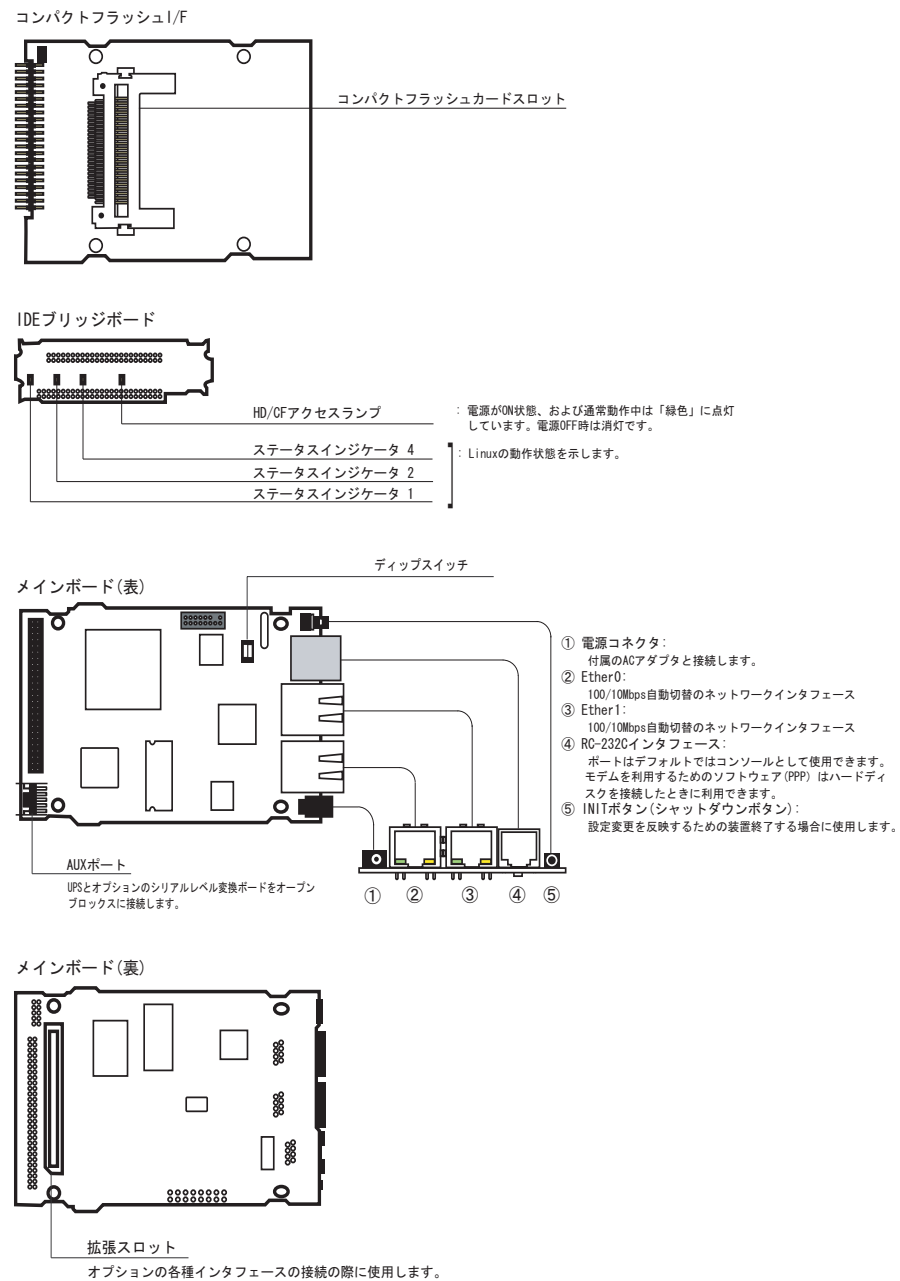 コンパクトフラッシュI/F
コンパクトフラッシュカードスロット
IDEブリッジボード
HD/CFアクセスランプ
: 電源がON状態、および通常動作中は「緑色」に点灯
しています。電源OFF時は消灯です。
ステータスインジケータ 4
: Linuxの動作状態を示します。
ステータスインジケータ 2
ステータスインジケータ 1
ディップスイッチ
メインボード(表)
① 電源コネクタ:
付属のACアダプタと接続します。
② Ether0:
100/10Mbps自動切替のネットワークインタフェース
③ Ether1:
100/10Mbps自動切替のネットワークインタフェース
④ RC-232Cインタフェース:
ポートはデフォルトではコンソールとして使用できます。
モデムを利用するためのソフトウェア(PPP) はハードディ
スクを接続したときに利用できます。
⑤ INITボタン(シャットダウンボタン):
設定変更を反映するための装置終了する場合に使用します。
AUXポート
UPSとオプションのシリアルレベル変換ボードをオープン
ブロックスに接続します。
① ② ③ ④ ⑤
メインボード(裏)
拡張スロット
オプションの各種インタフェースの接続の際に使用します。